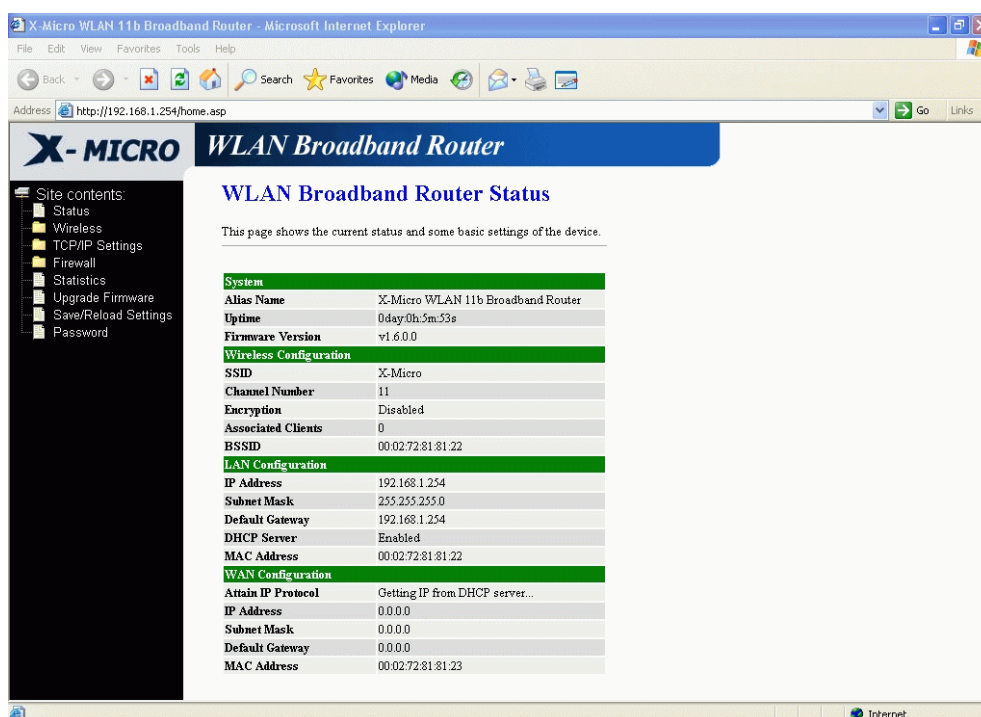 X-Micro WLAN 11b Broadband Router - Microsoft Internet Explorer
File Edit View Favorites Tools Help
Back Search Favorites Media
Address http://192.168.1.254/home.asp Go Links
X-MICRO WLAN Broadband Router
Site contents:
Status
Wireless
TCP/IP Settings
Firewall
Statistics
Upgrade Firmware
Save/Reload Settings
Password
WLAN Broadband Router Status
This page shows the current status and some basic settings of the device.
System
Alias Name X-Micro WLAN 11b Broadband Router
Uptime 0day:0h:5m:53s
Firmware Version v1.6.0.0
Wireless Configuration
SSID X-Micro
Channel Number 11
Encryption Disabled
Associated Clients 0
BSSID 00:02:72:81:81:22
LAN Configuration
IP Address 192.168.1.254
Subnet Mask 255.255.255.0
Default Gateway 192.168.1.254
DHCP Server Enabled
MAC Address 00:02:72:81:81:22
WAN Configuration
Attain IP Protocol Getting IP from DHCP server...
IP Address 0.0.0.0
Subnet Mask 0.0.0.0
Default Gateway 0.0.0.0
MAC Address 00:02:72:81:81:23
Internet